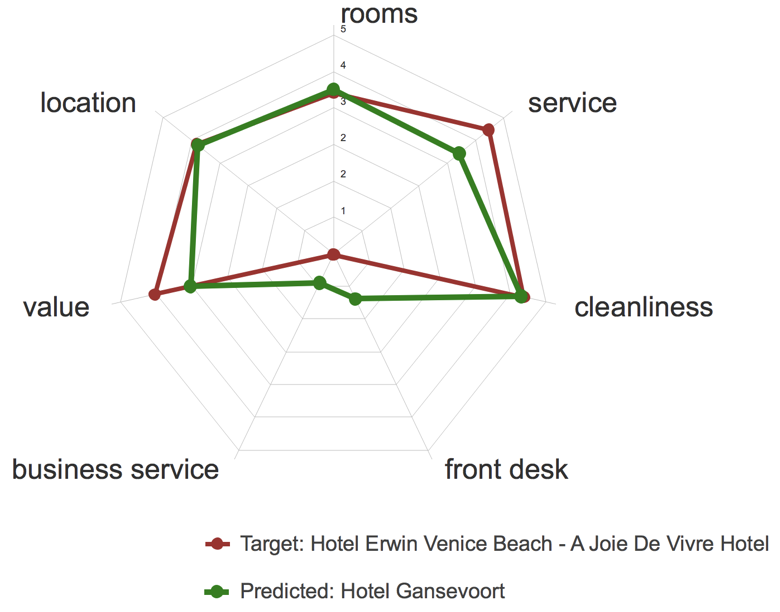 rooms
5
4
3
2
2
1
location
service
value
cleanliness
business service
front desk
Target: Hotel Erwin Venice Beach - A Joie De Vivre Hotel
Predicted: Hotel Gansevoort